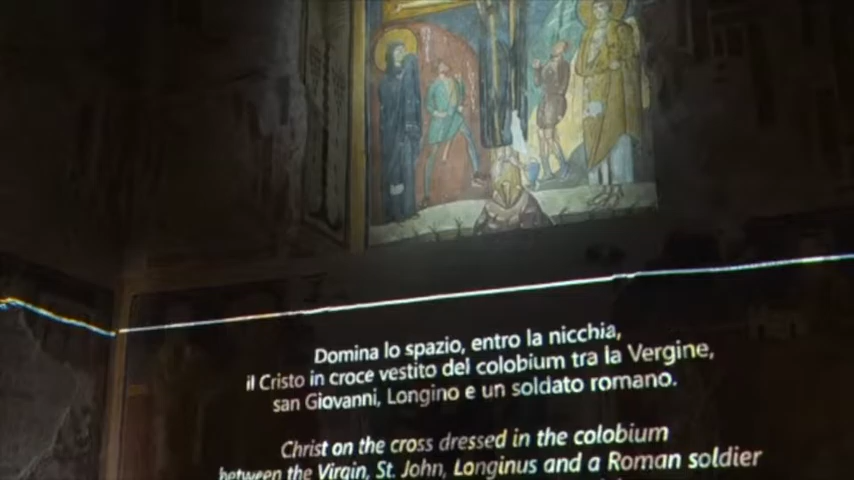 Domina lo spazio, entro la nicchia,
il Cristo in croce vestito del colobium tra la Vergine,
san Giovanni, Longino e un soldato romano.
Christ on the cross dressed in the colobium
between the Virgin, St. John, Longinus and a Roman soldier